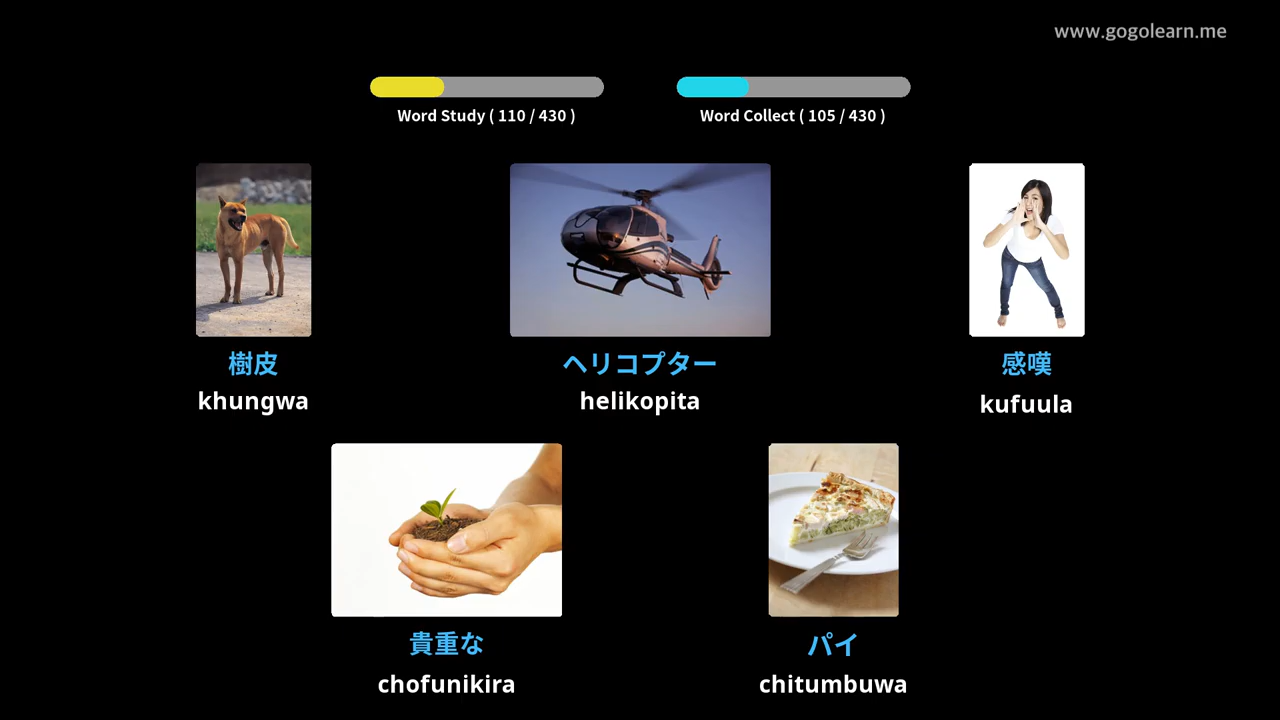 www.gogolearn.me
Word Study ( 110 / 430 )
Word Collect ( 105 / 430 )
樹皮
khungwa
ヘリコプター
helikopita
感嘆
kufuula
貴重な
chofunikira
パイ
chitumbuwa